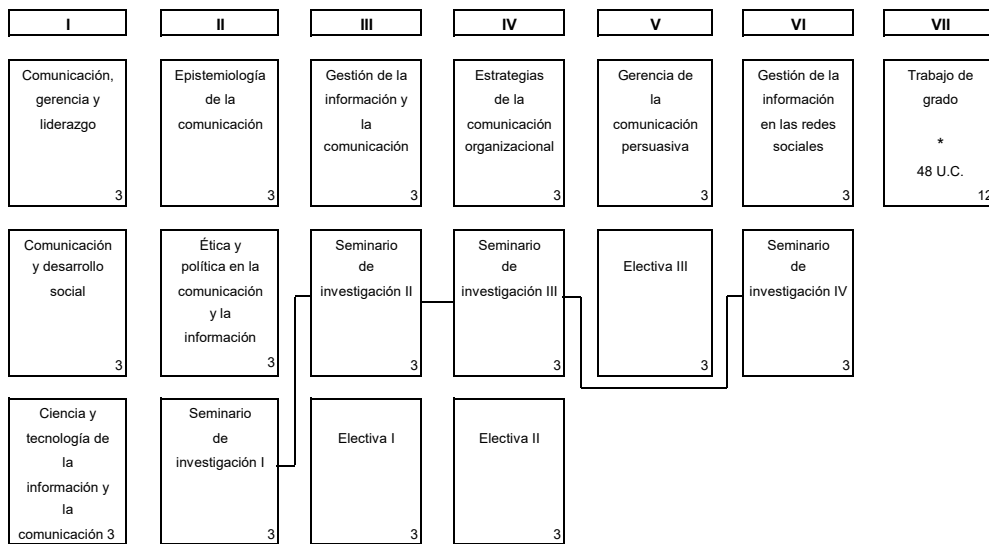 I
II
III
IV
V
VI
VII
Comunicación,
gerencia y
liderazgo
3
Epistemiología
de la
comunicación
3
Gestión de la
información y
la
comunicación
3
Estrategias
de la
comunicación
organizacional
3
Gerencia de
la
comunicación
persuasiva
3
Gestión de la
información
en las redes
sociales
3
Trabajo de
grado
*
48 U.C.
12
Comunicación
y desarrollo
social
3
Ética y
política en la
comunicación
y la
información
3
Seminario
de
investigación II
3
Seminario
de
investigación III
3
Electiva III
3
Seminario
de
investigación IV
3
Ciencia y
tecnología de
la
información y
la
comunicación 3
Seminario
de
investigación I
3
Electiva I
3
Electiva II
3